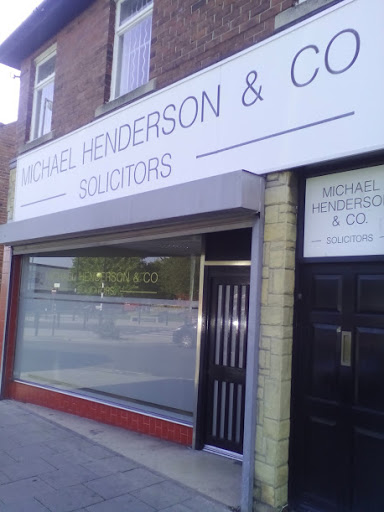 MICHAEL HENDERSON & CO
SOLICITORS
MICHAEL
HENDERSON
& CO.
SOLICITORS
HENDERSON & CO